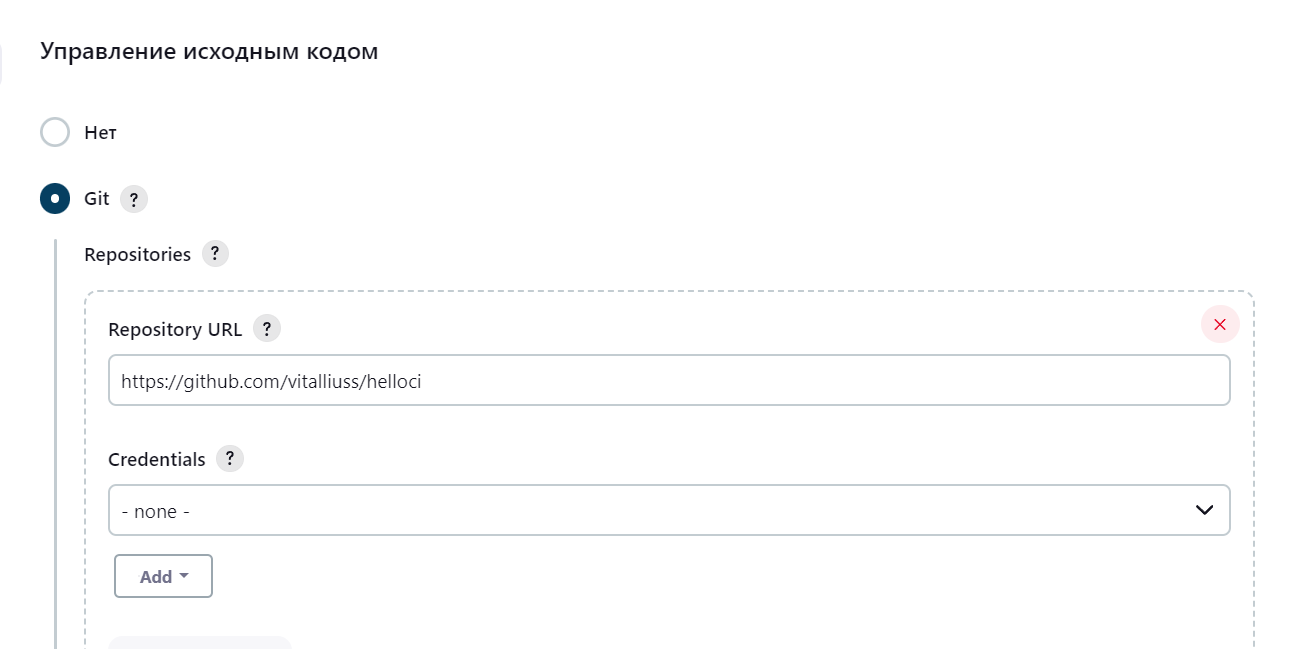 Управление исходным кодом
Нет
Git ?
Repositories ?
Repository URL ?
https://github.com/vitalliuss/helloci
Credentials ?
- none -
Add